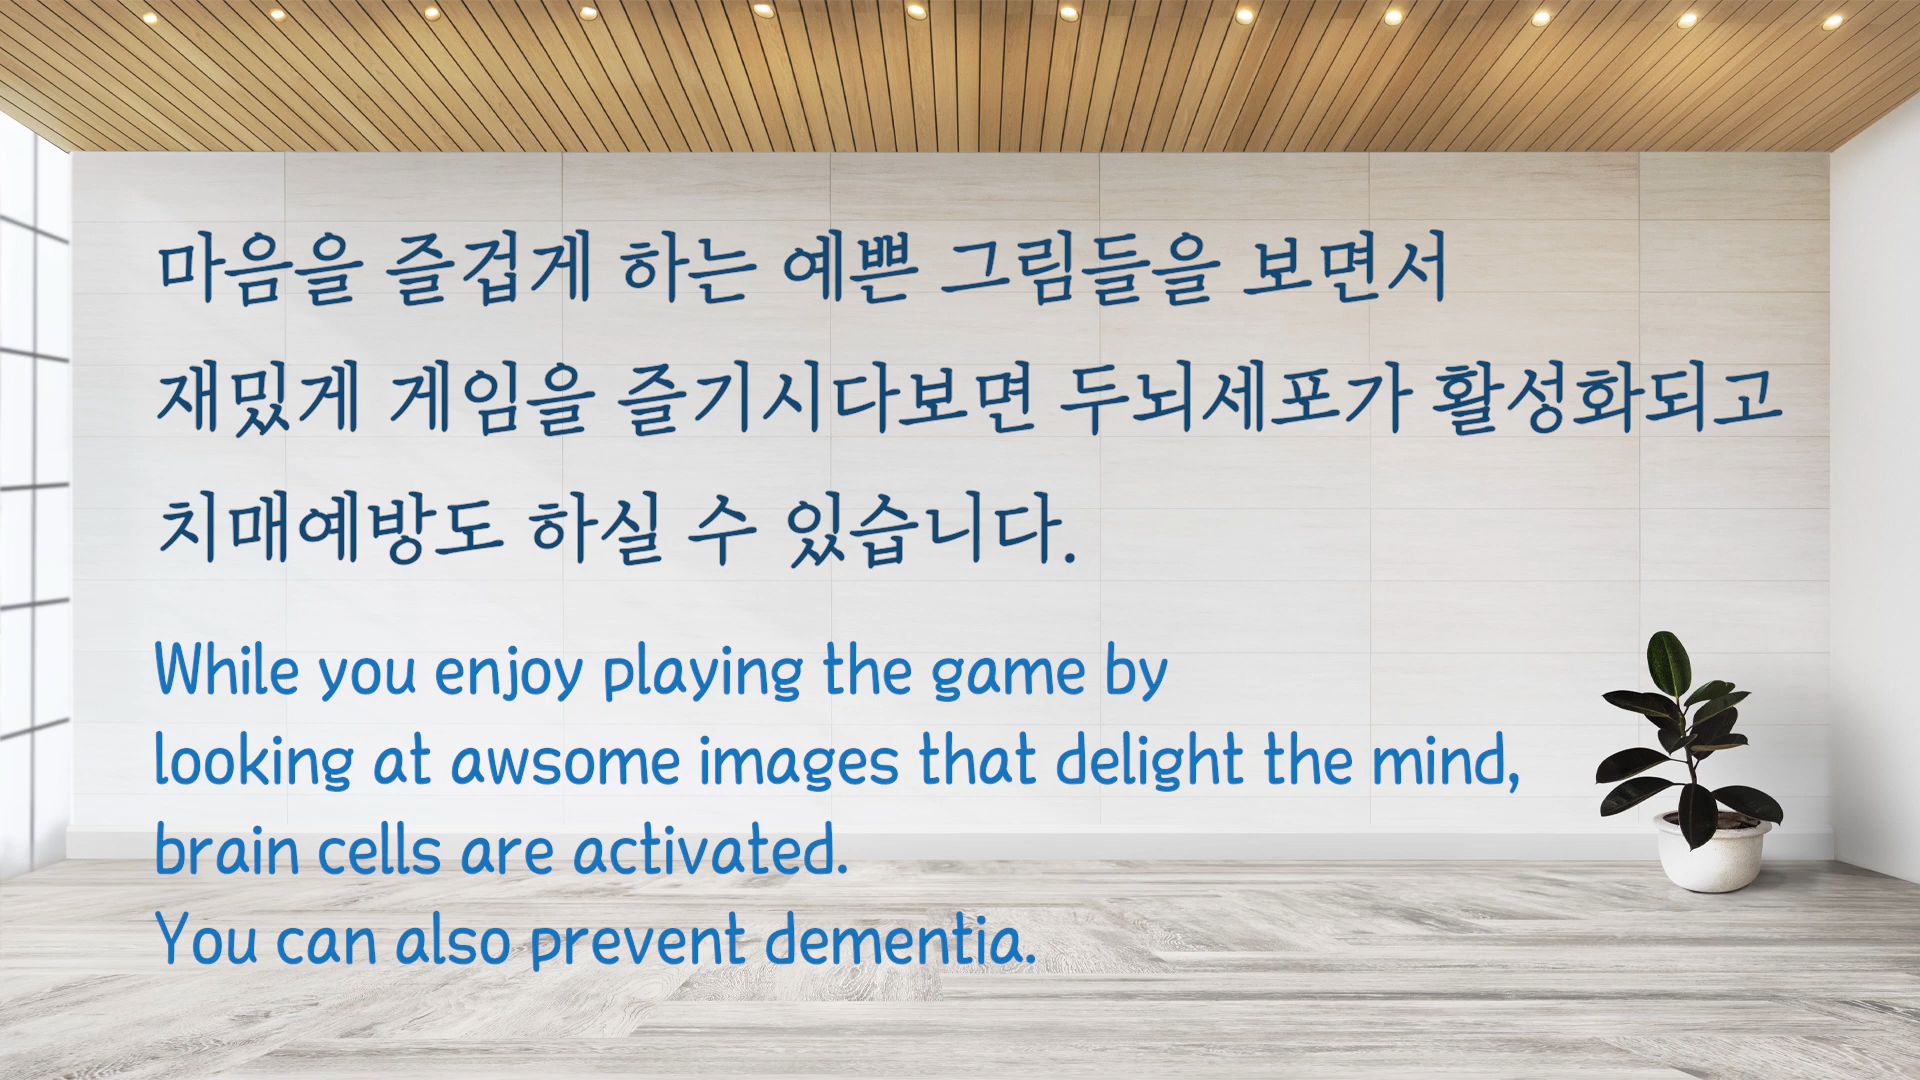 마음을 즐겁게 하는 예쁜 그림들을 보면서
재밌게 게임을 즐기시다보면 두뇌세포가 활성화되고
치매예방도 하실 수 있습니다.
While you enjoy playing the game by
looking at awsome images that delight the mind,
brain cells are activated.
You can also prevent dementia.